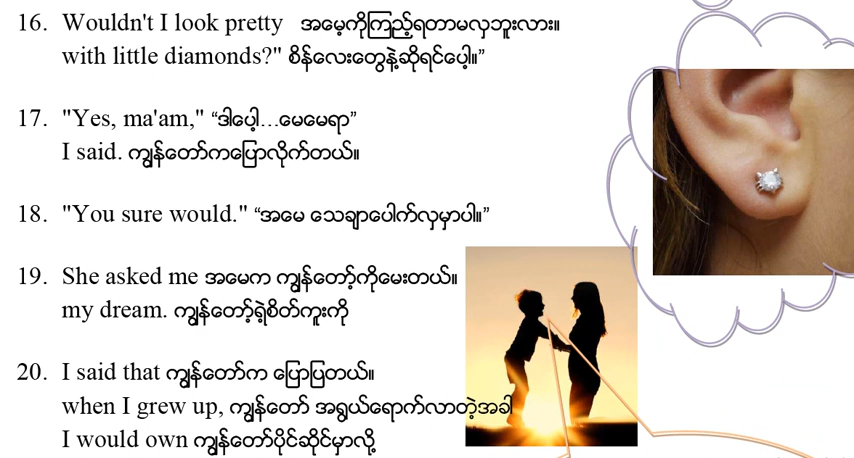 16. Wouldn't I look pretty အမေ့ကိုကြည့်ရတာမလှဘူးလား။
with little diamonds?" စိန်လေးတွေနဲ့ဆိုရင်ပေါ့။”
17. "Yes, ma'am," “ဒါပေါ့…မေမေရာ”
I said. ကျွန်တော်ကပြောလိုက်တယ်။
18. "You sure would." “အမေ သေချာပေါက်လှမှာပါ။”
19. She asked me အမေက ကျွန်တော့်ကိုမေးတယ်။
my dream. ကျွန်တော့်ရဲ့စိတ်ကူးကို
20. I said that ကျွန်တော်က ပြောပြတယ်။
when I grew up, ကျွန်တော် အရွယ်ရောက်လာတဲ့အခါ
I would own ကျွန်တော်ပိုင်ဆိုင်မှာလို့